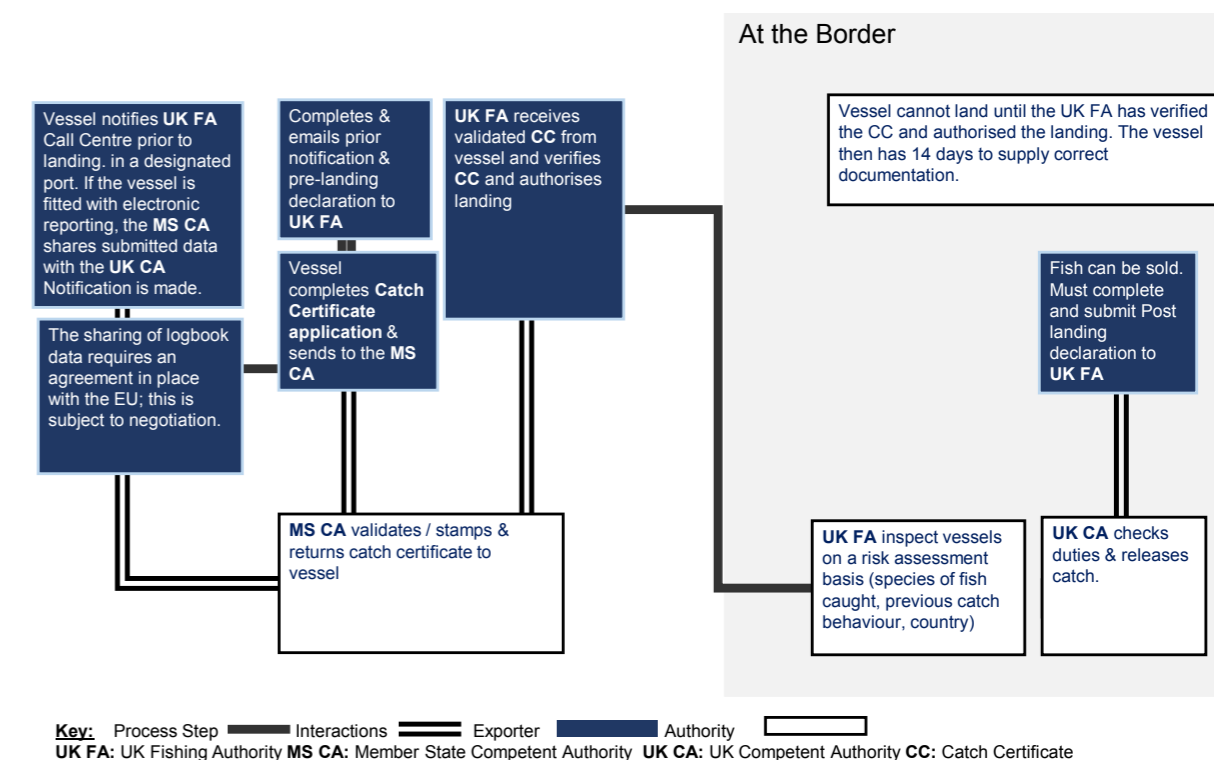 At the Border
Vessel notifies UK FA
Call Centre prior to
landing. in a designated
port. If the vessel is
fitted with electronic
reporting, the MS CA
shares submitted data
with the UK CA
Notification is made.
Completes &
emails prior
notification &
pre-landing
declaration to
UK FA
UK FA receives
validated CC from
vessel and verifies
CC and authorises
landing
Vessel cannot land until the UK FA has verified
the CC and authorised the landing. The vessel
then has 14 days to supply correct
documentation.
The sharing of logbook
data requires an
agreement in place
with the EU; this is
subject to negotiation.
Vessel
completes Catch
Certificate
application &
sends to the MS
CA
Fish can be sold.
Must complete
and submit Post
landing
declaration to
UK FA
MS CA validates / stamps &
returns catch certificate to
vessel
UK FA inspect vessels
on a risk assessment
basis (species of fish
caught, previous catch
behaviour, country)
UK CA checks
duties & releases
catch.
Key: Process Step Interactions Exporter Authority
UK FA: UK Fishing Authority MS CA: Member State Competent Authority UK CA: UK Competent Authority CC: Catch Certificate